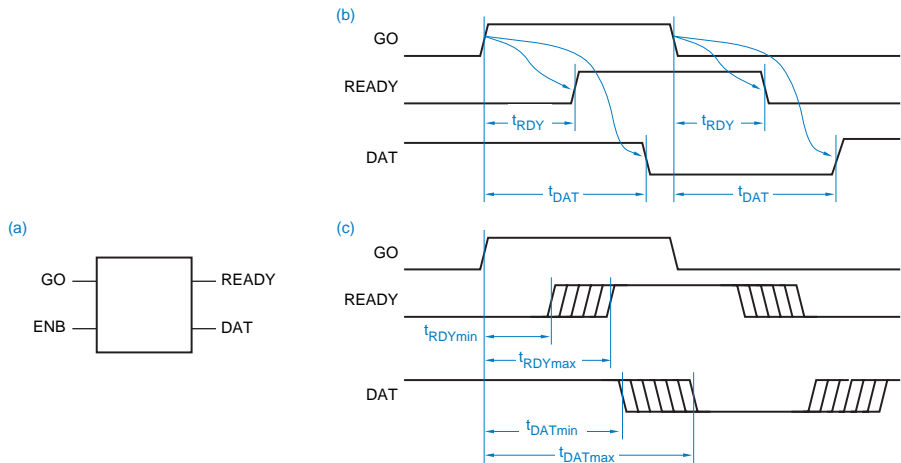 (a)
GO
READY
ENB
DAT
(b)
GO
READY
tRDY
tRDY
DAT
tDAT
tDAT
(c)
GO
READY
tRDYmin
tRDYmax
DAT
tDATmin
tDATmax